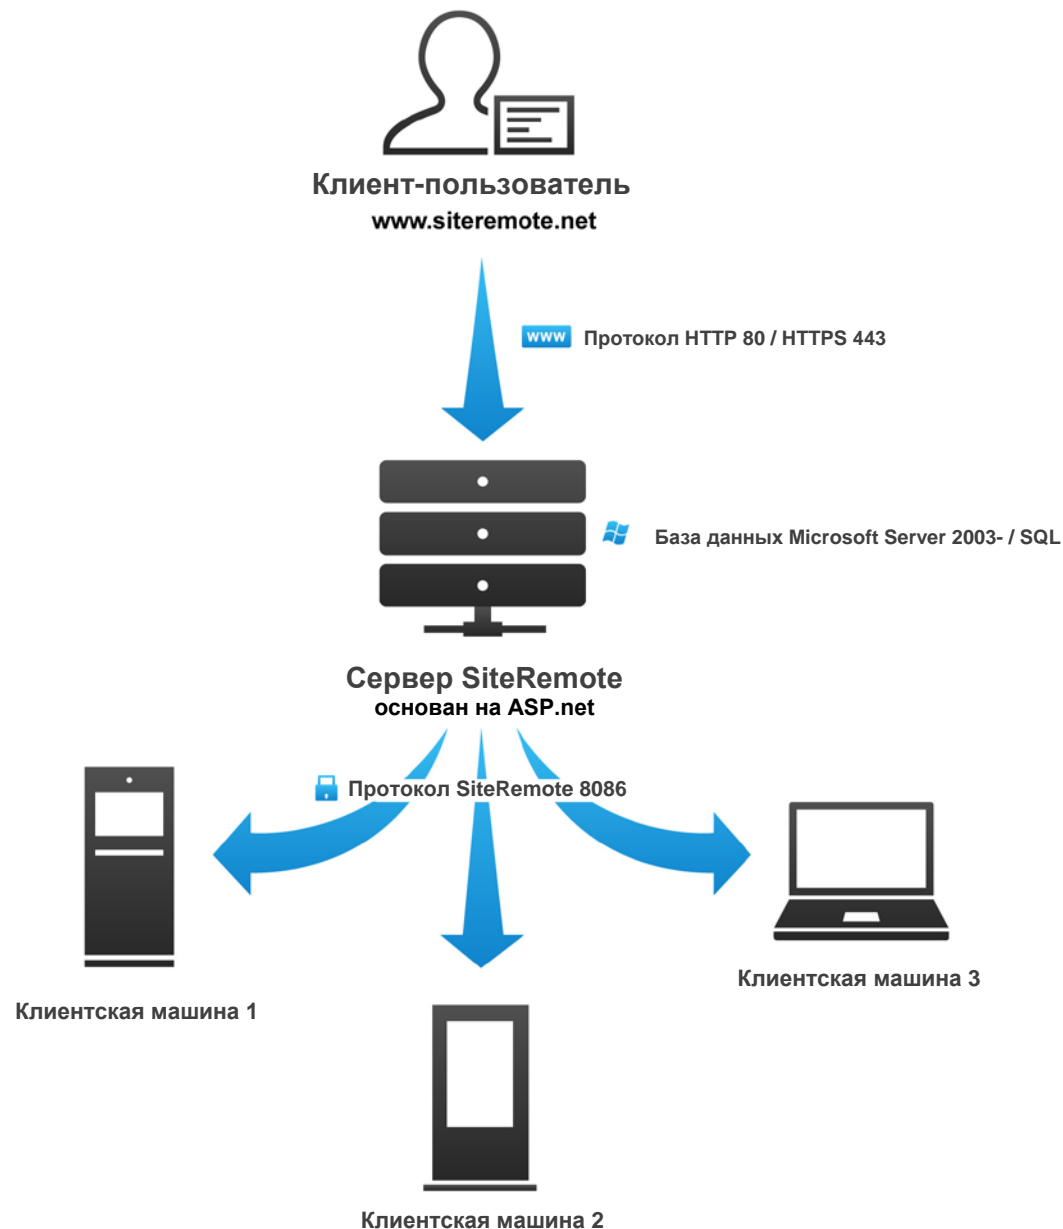 Клиент-пользователь
www.siteremote.net
www
Протокол HTTP 80 / HTTPS 443
База данных Microsoft Server 2003- / SQL
Сервер SiteRemote
основан на ASP.net
Протокол SiteRemote 8086
Клиентская машина 3
Клиентская машина 1
Клиентская машина 2